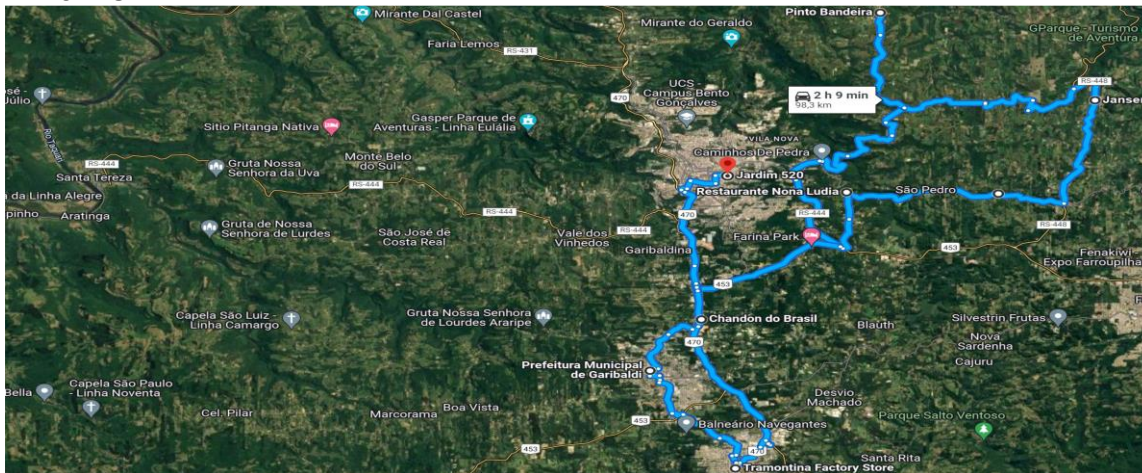 Mirante Dal Castel
Mirante do Geraldo
Pinto Bandeira
GParque - Turismo
de Aventura
Faria Lemos
RS-431
UCS -
Campus Bento
Gonçalves
470
2 h 9 min
98,3 km
RS-448
Janse
José -
Júlio
Rio Taquari
Sitio Pitanga Nativa
Gasper Parque de
Aventuras - Linha Eulália
VILA NOVA
Caminhos De Pedra
Monte Belo
do Sul
Gruta Nossa
Senhora da Uva
RS-444
Santa Tereza
RS-444
Jardim 520
Restaurante Nona Ludia
São Pedro
a da Linha Alegre
opinho
Aratinga
RS-444
470
RS-444
RS-444
RS-448
Gruta de Nossa
Senhora de Lurdes
São José de
Costa Real
Vale dos
Vinhedos
Garibaldina
Farina Park
453
Fenakiwi
Expo Farroupilha
453
Capela São Luiz -
Linha Camargo
Gruta Nossa Senhora
de Lourdes Araripe
Chandon do Brasil
Blauth
Silvestrin Frutas
Nova
Sardenha
470
Cajuru
Prefeitura Municipal
de Garibaldi
Bella
Capela São Paulo
- Linha Noventa
Cel. Pilar
Marcorama
Boa Vista
Desvio
Machado
Parque Salto Ventoso
453
Balneário Navegantes
453
470
Santa Rita
Tramontina Factory Store